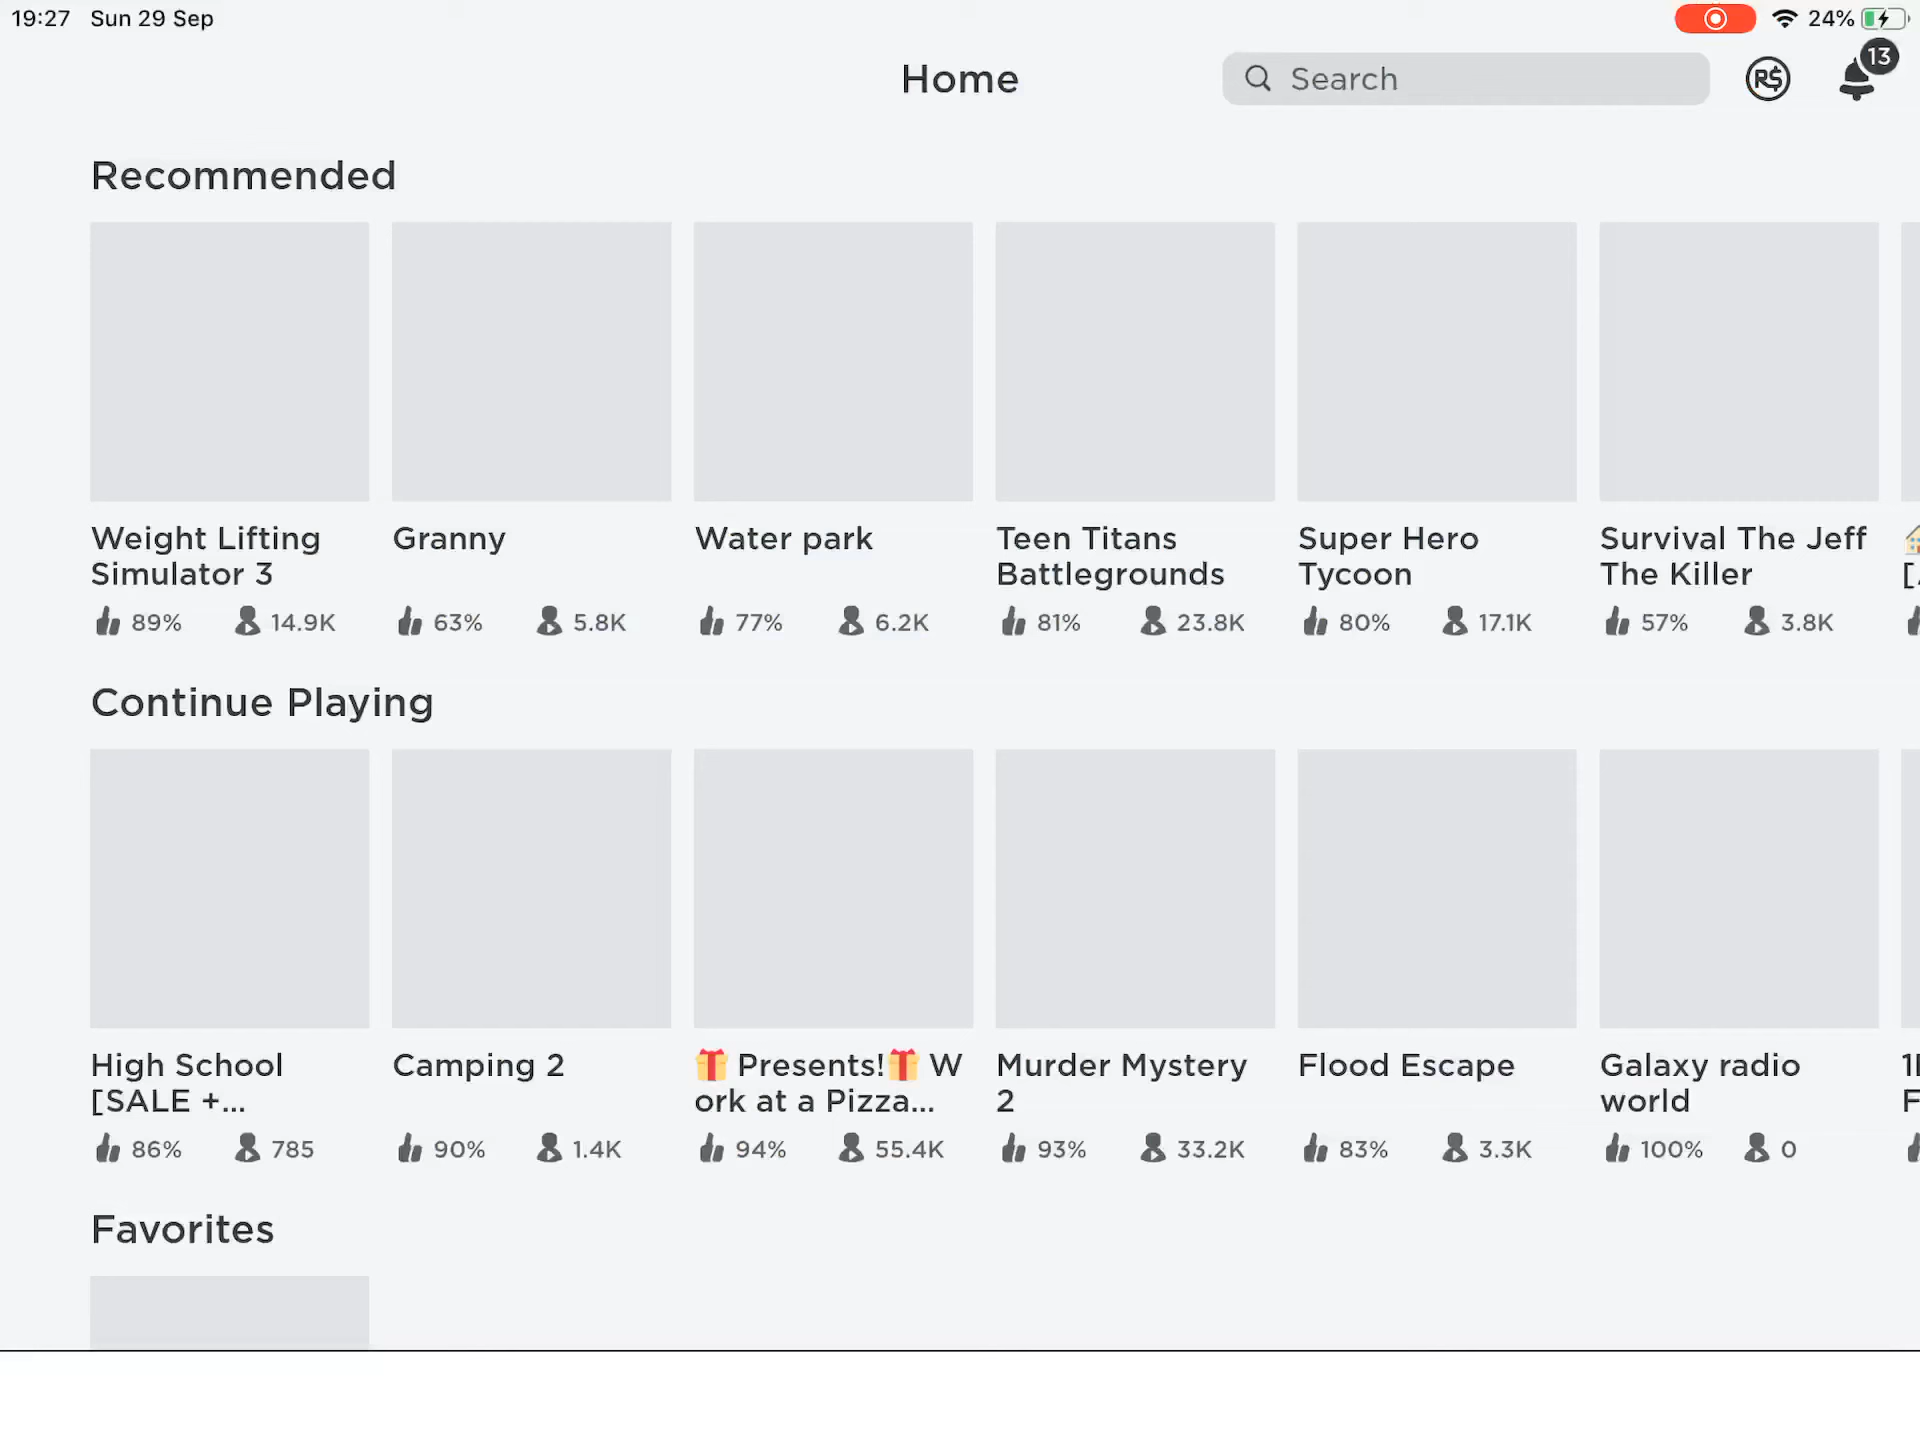 19:27 Sun 29 Sep
24%
Home
Search
R$
13
Recommended
Weight Lifting
Simulator 3
89% 14.9K
Granny
63% 5.8K
Water park
77% 6.2K
Teen Titans
Battlegrounds
81% 23.8K
Super Hero
Tycoon
80% 17.1K
Survival The Jeff
The Killer
57% 3.8K
Continue Playing
High School
[SALE +...
86% 785
Camping 2
90% 1.4K
🎁 Presents!🎁 W
ork at a Pizza...
94% 55.4K
Murder Mystery
2
93% 33.2K
Flood Escape
83% 3.3K
Galaxy radio
world
100% 0
Favorites